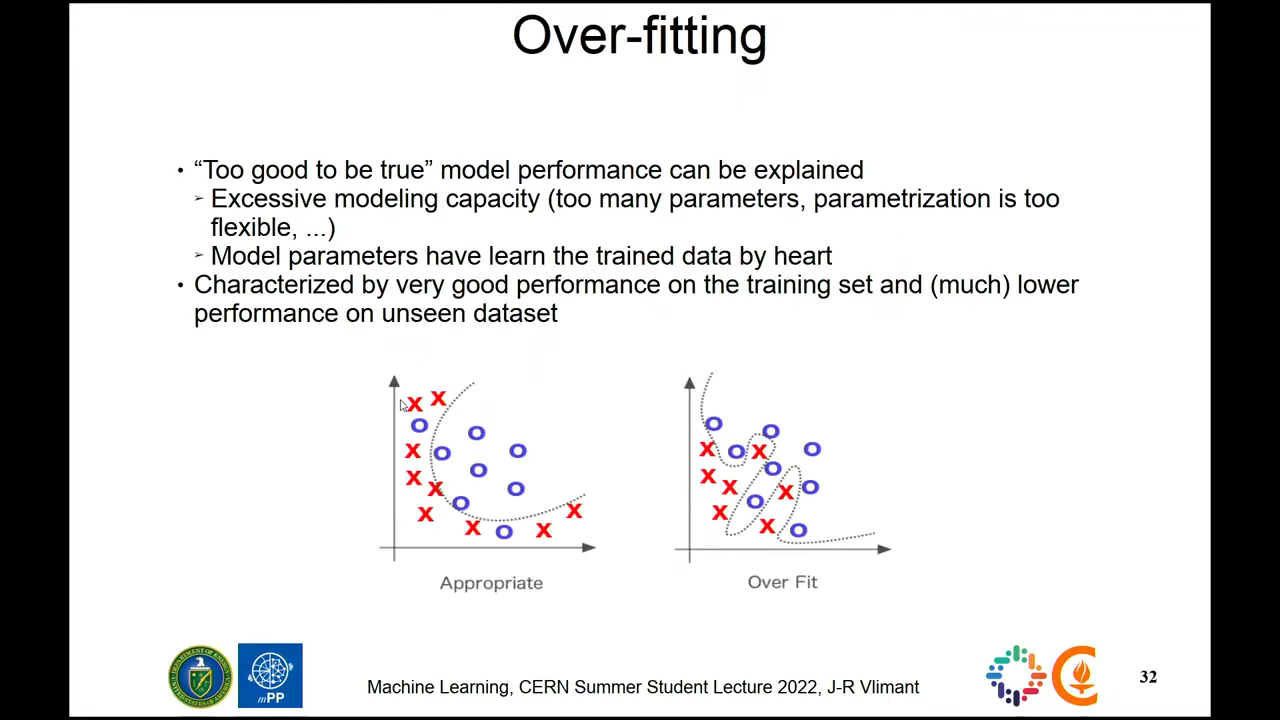 Over-fitting
• “Too good to be true” model performance can be explained
➢ Excessive modeling capacity (too many parameters, parametrization is too
flexible, ...)
➢ Model parameters have learn the trained data by heart
• Characterized by very good performance on the training set and (much) lower
performance on unseen dataset
Appropriate
Over Fit
mPP
Machine Learning, CERN Summer Student Lecture 2022, J-R Vlimant
32